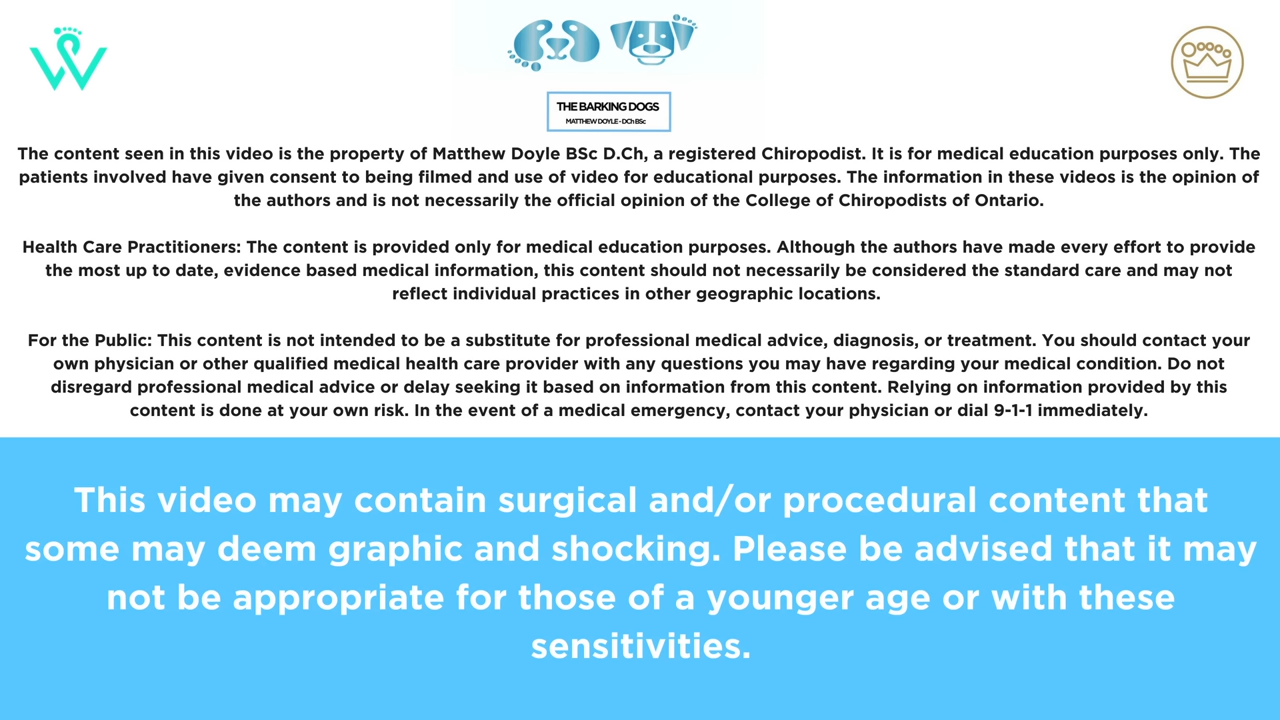 THE BARKING DOGS
MATTHEW DOYLE - DCh BSc
The content seen in this video is the property of Matthew Doyle BSc D.Ch, a registered Chiropodist. It is for medical education purposes only. The
patients involved have given consent to being filmed and use of video for educational purposes. The information in these videos is the opinion of
the authors and is not necessarily the official opinion of the College of Chiropodists of Ontario.
Health Care Practitioners: The content is provided only for medical education purposes. Although the authors have made every effort to provide
the most up to date, evidence based medical information, this content should not necessarily be considered the standard care and may not
reflect individual practices in other geographic locations.
For the Public: This content is not intended to be a substitute for professional medical advice, diagnosis, or treatment. You should contact your
own physician or other qualified medical health care provider with any questions you may have regarding your medical condition. Do not
disregard professional medical advice or delay seeking it based on information from this content. Relying on information provided by this
content is done at your own risk. In the event of a medical emergency, contact your physician or dial 9-1-1 immediately.
This video may contain surgical and/or procedural content that
some may deem graphic and shocking. Please be advised that it may
not be appropriate for those of a younger age or with these
sensitivities.